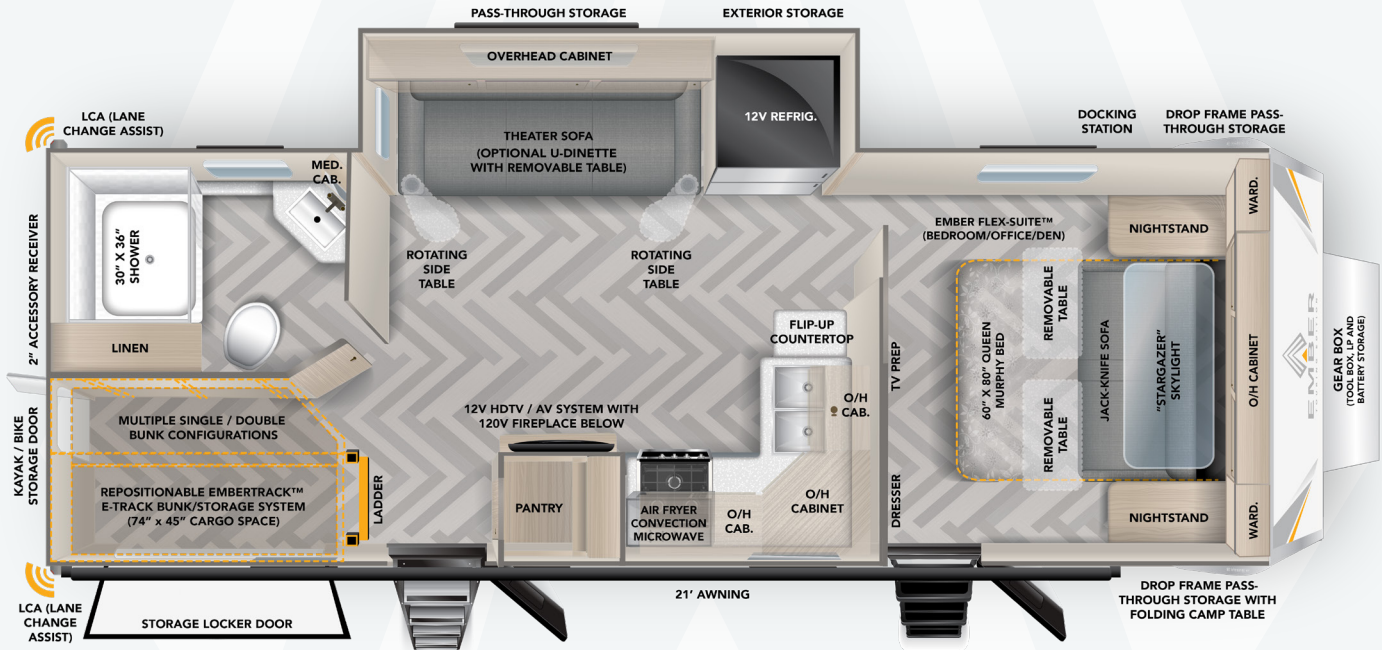 PASS-THROUGH STORAGE
EXTERIOR STORAGE
OVERHEAD CABINET
LCA (LANE
CHANGE ASSIST)
12V REFRIG.
DOCKING
STATION
DROP FRAME PASS-
THROUGH STORAGE
THEATER SOFA
(OPTIONAL U-DINETTE
WITH REMOVABLE TABLE)
MED.
CAB.
WARD.
2" ACCESSORY RECEIVER
30" X 36"
SHOWER
EMBER FLEX-SUITE™
(BEDROOM/OFFICE/DEN)
NIGHTSTAND
ROTATING
SIDE
TABLE
ROTATING
SIDE
TABLE
REMOVABLE
TABLE
FLIP-UP
COUNTERTOP
LINEN
TV PREP
60" X 80" QUEEN
MURPHY BED
JACK-KNIFE SOFA
"STARGAZER"
SKYLIGHT
O/H CABINET
EMBER
GEAR BOX
(TOOL BOX, LP AND
BATTERY STORAGE)
O/H
CAB.
KAYAK / BIKE
STORAGE DOOR
MULTIPLE SINGLE / DOUBLE
BUNK CONFIGURATIONS
12V HDTV / AV SYSTEM WITH
120V FIREPLACE BELOW
REMOVABLE
TABLE
REPOSITIONABLE EMBERTRACK™
E-TRACK BUNK/STORAGE SYSTEM
(74" x 45" CARGO SPACE)
LADDER
PANTRY
AIR FRYER
CONVECTION
MICROWAVE
O/H
CAB.
O/H
CABINET
DRESSER
NIGHTSTAND
WARD.
LCA (LANE
CHANGE
ASSIST)
STORAGE LOCKER DOOR
21' AWNING
DROP FRAME PASS-
THROUGH STORAGE WITH
FOLDING CAMP TABLE